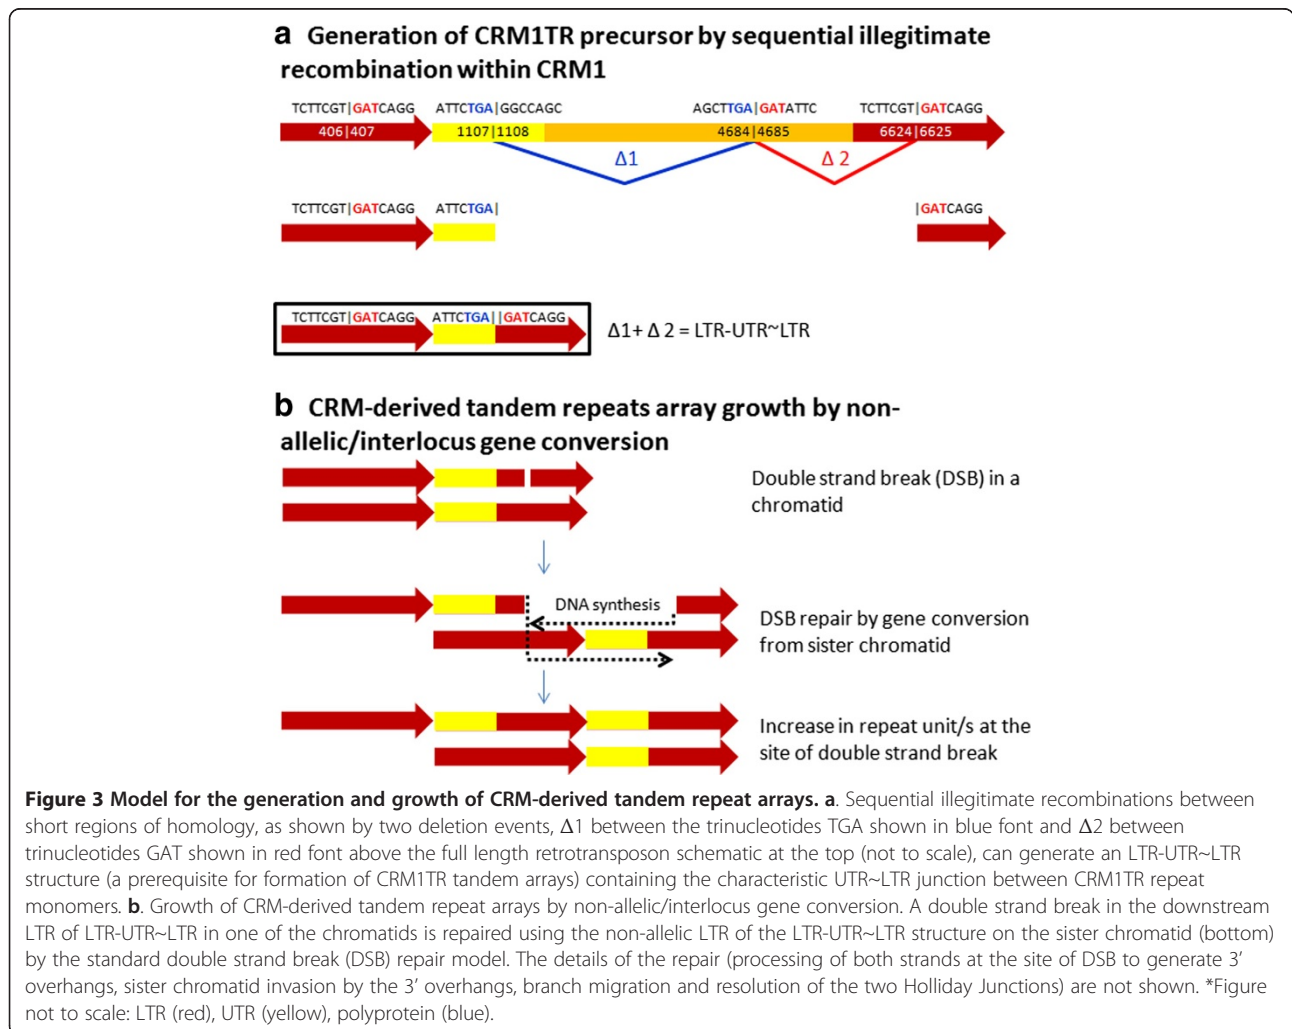 a Generation of CRM1TR precursor by sequential illegitimate
recombination within CRM1
TCTTCGT|GATCAGG ATTCTGA|GGCCAGC AGCTTGA|GATATTC TCTTCGT|GATCAGG
406|407 1107|1108 4684|4685 6624|6625
Δ1 Δ 2
TCTTCGT|GATCAGG ATTCTGA| |GATCAGG
TCTTCGT|GATCAGG ATTCTGA||GATCAGG
Δ1+ Δ 2 = LTR-UTR~LTR
b CRM-derived tandem repeats array growth by non-
allelic/interlocus gene conversion
Double strand break (DSB) in a
chromatid
DNA synthesis
DSB repair by gene conversion
from sister chromatid
Increase in repeat unit/s at the
site of double strand break
Figure 3 Model for the generation and growth of CRM-derived tandem repeat arrays. a. Sequential illegitimate recombinations between
short regions of homology, as shown by two deletion events, Δ1 between the trinucleotides TGA shown in blue font and Δ2 between
trinucleotides GAT shown in red font above the full length retrotransposon schematic at the top (not to scale), can generate an LTR-UTR~LTR
structure (a prerequisite for formation of CRM1TR tandem arrays) containing the characteristic UTR~LTR junction between CRM1TR repeat
monomers. b. Growth of CRM-derived tandem repeat arrays by non-allelic/interlocus gene conversion. A double strand break in the downstream
LTR of LTR-UTR~LTR in one of the chromatids is repaired using the non-allelic LTR of the LTR-UTR~LTR structure on the sister chromatid (bottom)
by the standard double strand break (DSB) repair model. The details of the repair (processing of both strands at the site of DSB to generate 3’
overhangs, sister chromatid invasion by the 3’ overhangs, branch migration and resolution of the two Holliday Junctions) are not shown. *Figure
not to scale: LTR (red), UTR (yellow), polyprotein (blue).